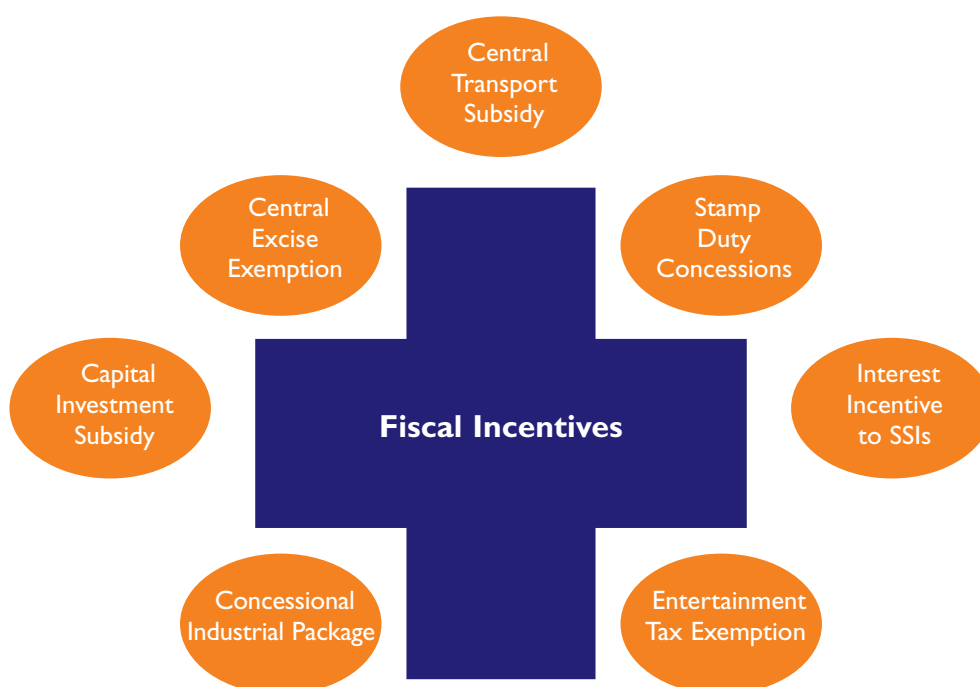 Central
Transport
Subsidy
Central
Excise
Exemption
Stamp
Duty
Concessions
Capital
Investment
Subsidy
Fiscal Incentives
Interest
Incentive
to SSIs
Concessional
Industrial Package
Entertainment
Tax Exemption